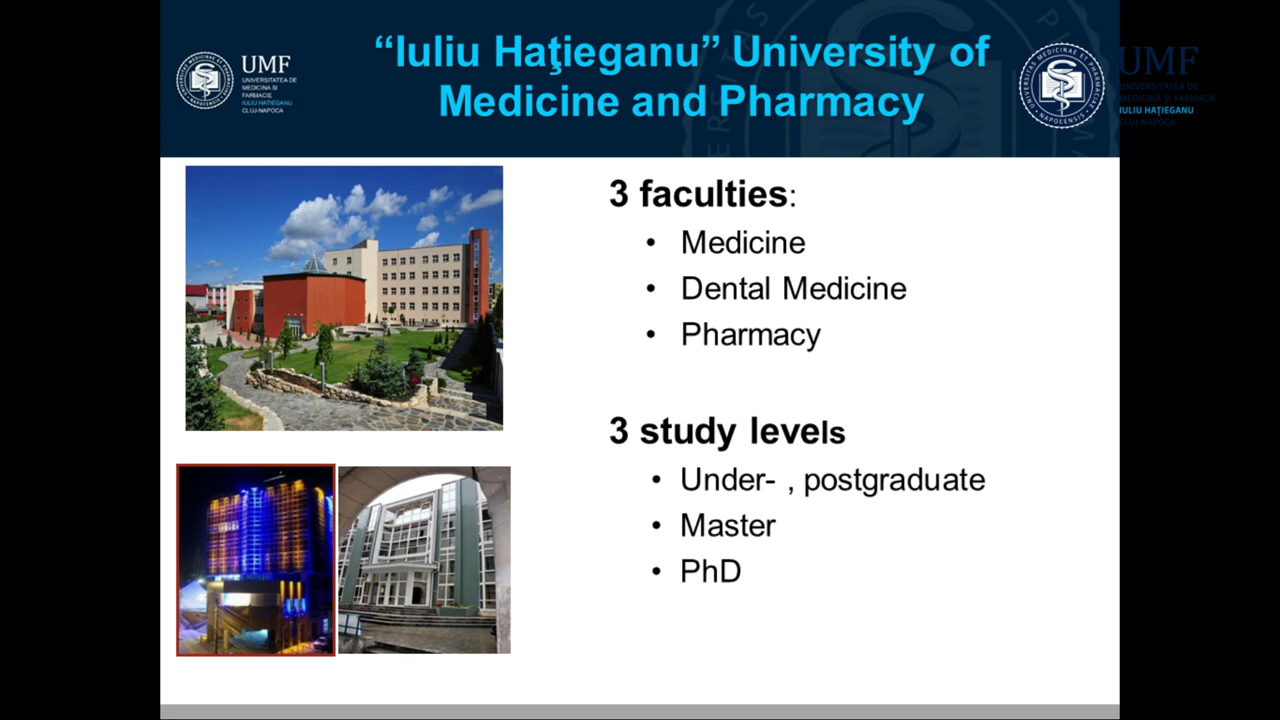 “Iuliu Haţieganu” University of
Medicine and Pharmacy
UMF
UNIVERSITATEA DE
MEDICINA SI
FARMACIE
IULIU HATIEGANU
CLUJ-NAPOCA
UMF
UNIVERSITATEA DE
MEDICINĂ ȘI FARMACIE
IULIU HAȚIEGANU
CLUJ-NAPOCA
3 faculties:
• Medicine
• Dental Medicine
• Pharmacy
3 study levels
• Under- , postgraduate
• Master
• PhD